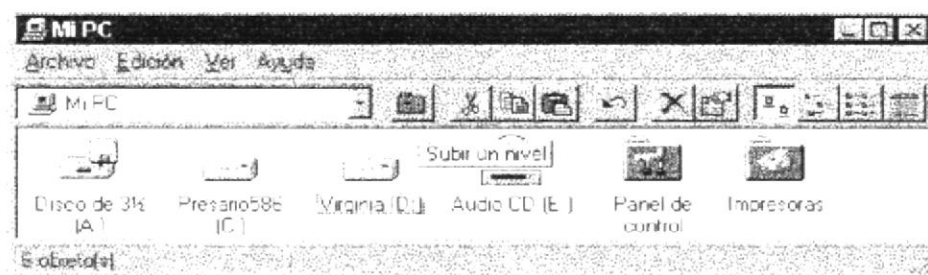 Mi PC
Archivo Edición Ver Ayuda
Mi PC
Subir un nivel
Disco de 3½ (A:)
Presario586 (C:)
Virginia (D:)
Audio CD (E:)
Panel de control
Impresoras
6 objeto(s)